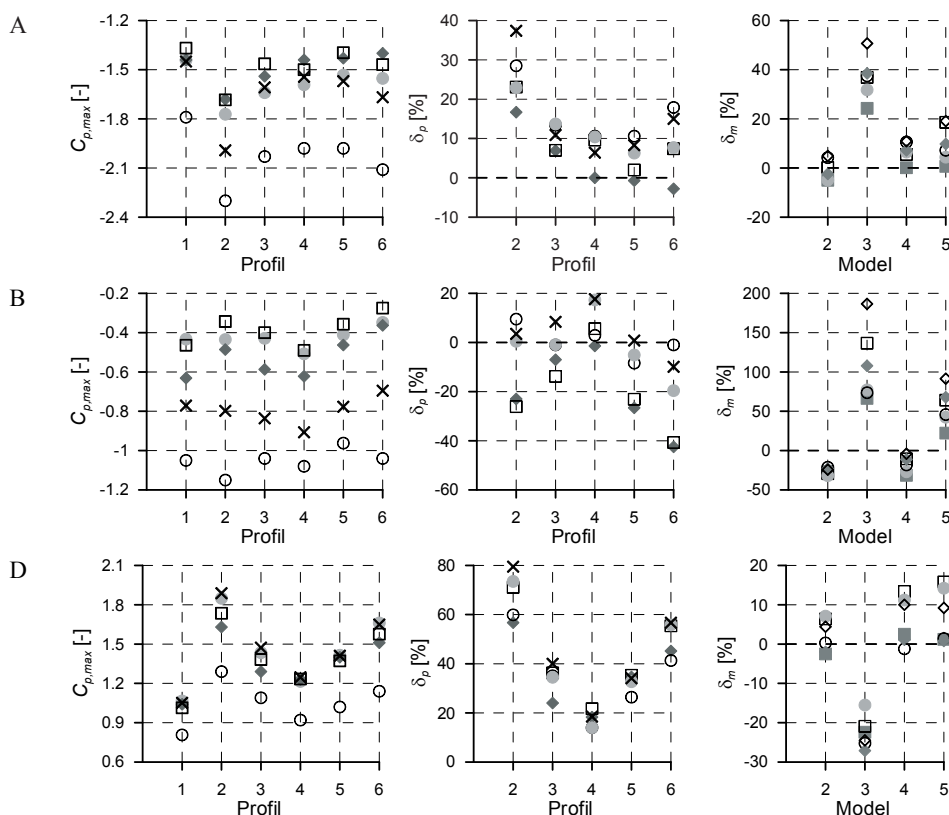 A
C_{p,max} [-]
-1.2
-1.5
-1.8
-2.1
-2.4
1 2 3 4 5 6
Profil
δ_p [%]
40
30
20
10
0
-10
2 3 4 5 6
Profil
δ_m [%]
60
40
20
0
-20
2 3 4 5
Model
B
C_{p,max} [-]
-0.2
-0.4
-0.6
-0.8
-1
-1.2
1 2 3 4 5 6
Profil
δ_p [%]
20
0
-20
-40
-60
2 3 4 5 6
Profil
δ_m [%]
200
150
100
50
0
-50
2 3 4 5
Model
D
C_{p,max} [-]
2.1
1.8
1.5
1.2
0.9
0.6
1 2 3 4 5 6
Profil
δ_p [%]
80
60
40
20
0
2 3 4 5 6
Profil
δ_m [%]
20
10
0
-10
-20
-30
2 3 4 5
Model